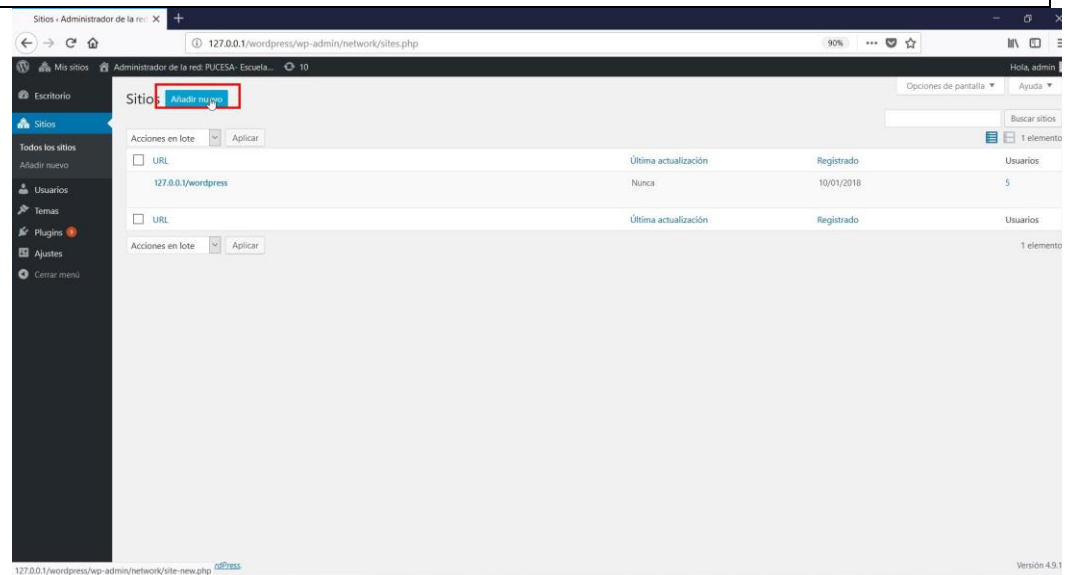 Sitios ‹ Administrador de la red
127.0.0.1/wordpress/wp-admin/network/sites.php
90%
Mis sitios Administrador de la red: PUCESA- Escuela... 10 Hola, admin
Escritorio
Sitios
Todos los sitios
Añadir nuevo
Usuarios
Temas
Plugins
Ajustes
Cerrar menú
Opciones de pantalla Ayuda
Sitios Añadir nuevo
Buscar sitios
Acciones en lote Aplicar 1 elemento
URL Última actualización Registrado Usuarios
127.0.0.1/wordpress Nunca 10/01/2018 5
URL Última actualización Registrado Usuarios
Acciones en lote Aplicar 1 elemento
127.0.0.1/wordpress/wp-admin/network/site-new.php rdPress. Versión 4.9.1